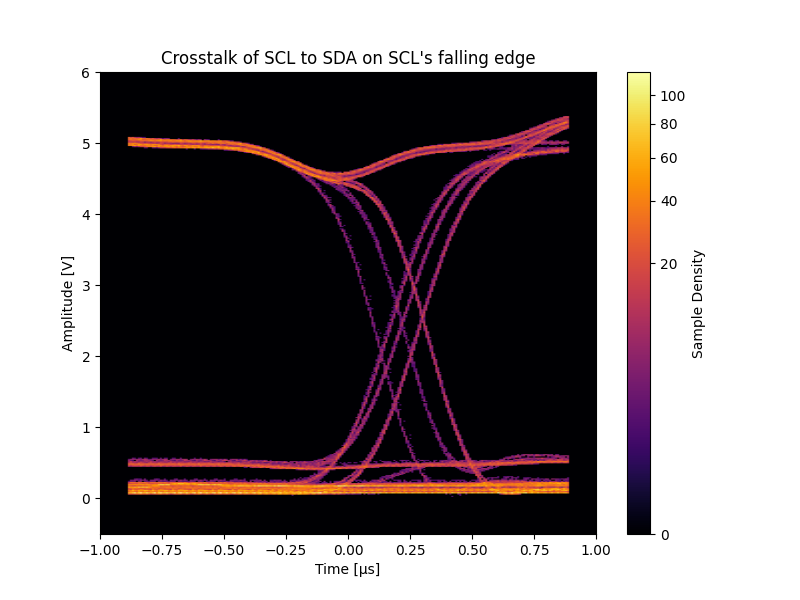 Crosstalk of SCL to SDA on SCL's falling edge
6
5
4
3
2
1
0
Amplitude [V]
−1.00 −0.75 −0.50 −0.25 0.00 0.25 0.50 0.75 1.00
Time [µs]
100
80
60
40
20
0
Sample Density